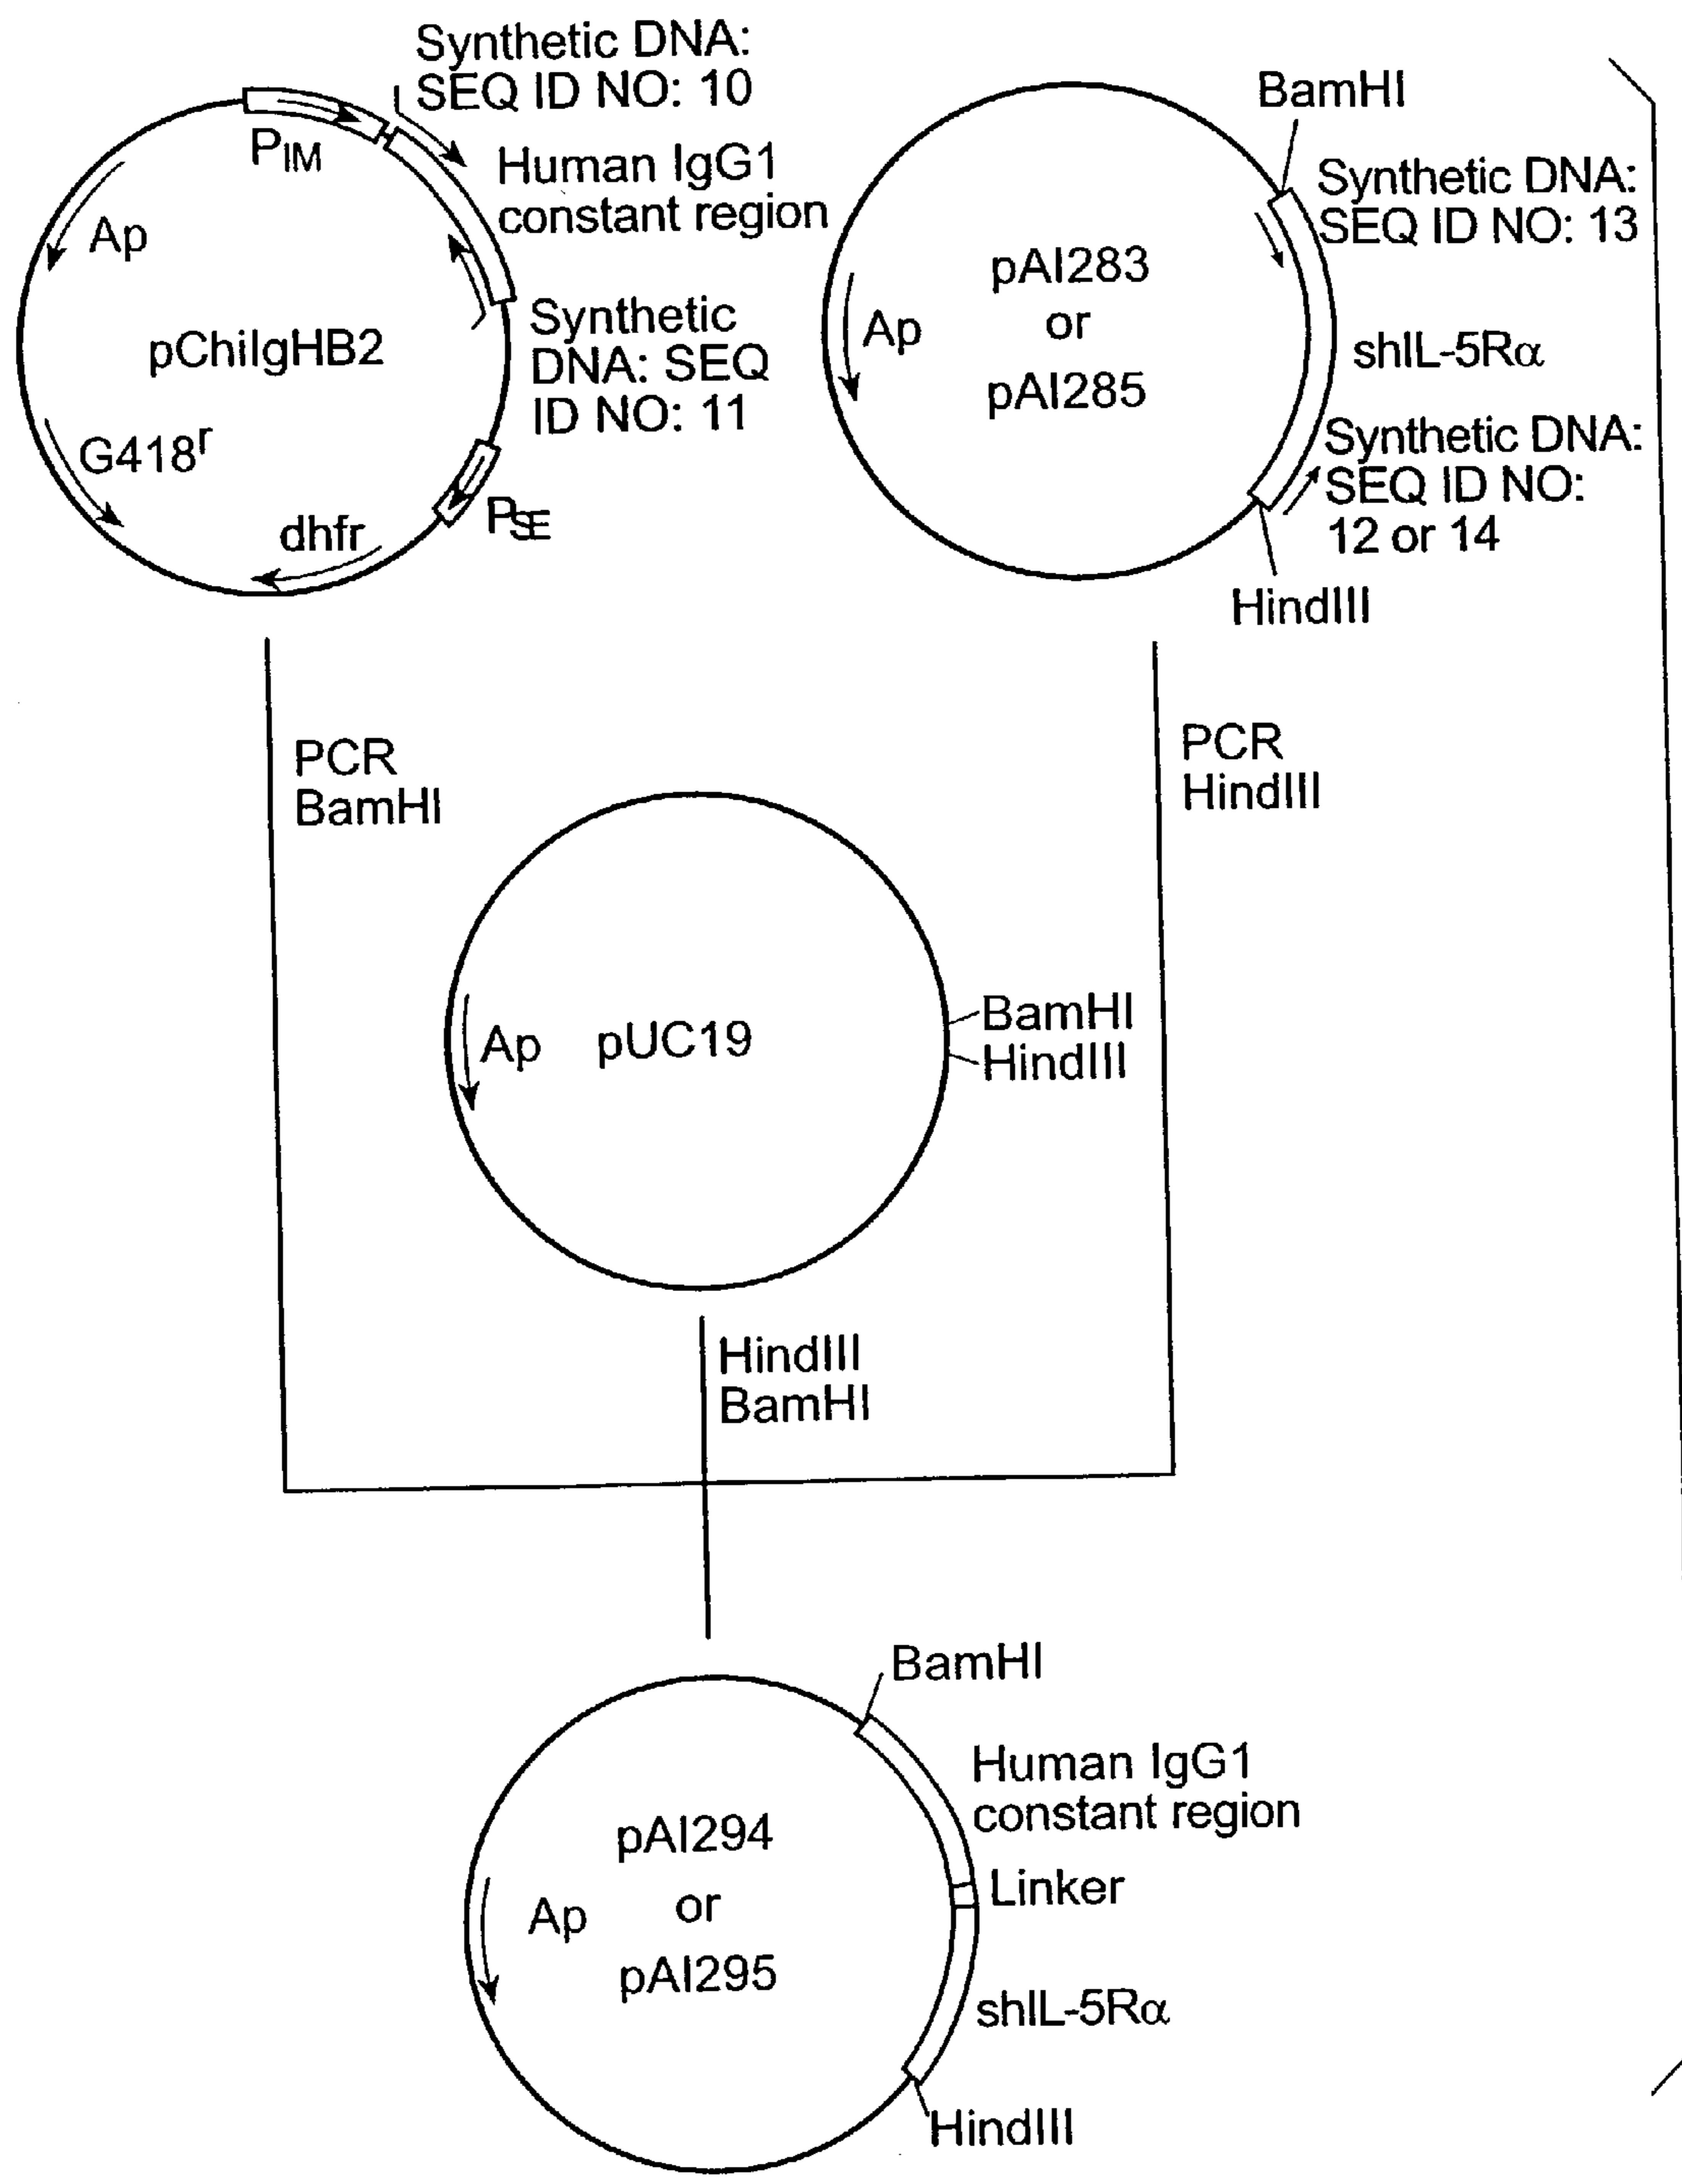 Synthetic DNA:
SEQ ID NO: 10
PIM
Human IgG1
constant region
Ap
pChiIgHB2
Synthetic
DNA: SEQ
ID NO: 11
G418r
PSE
dhfr
BamHI
Synthetic DNA:
SEQ ID NO: 13
pAI283
or
pAI285
Ap
shIL-5Rα
Synthetic DNA:
SEQ ID NO:
12 or 14
HindIII
PCR
BamHI
PCR
HindIII
Ap
pUC19
BamHI
HindIII
HindIII
BamHI
BamHI
Human IgG1
constant region
pAI294
or
pAI295
Ap
Linker
shIL-5Rα
HindIII